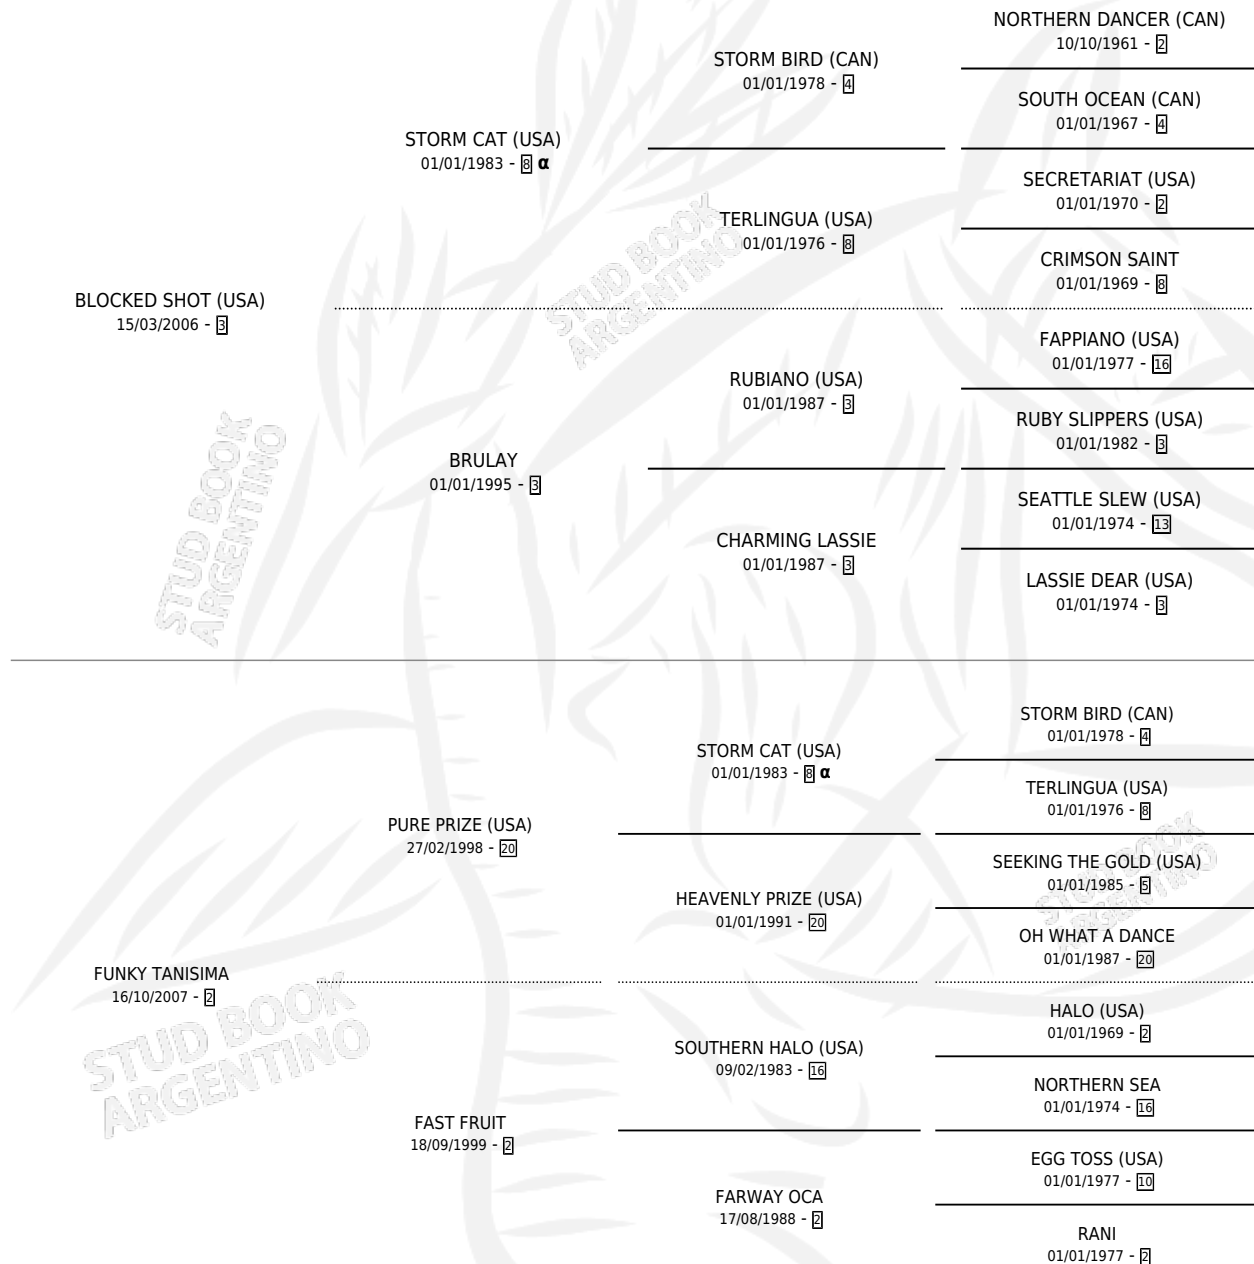 NORTHERN DANCER (CAN)
10/10/1961 - 2
STORM BIRD (CAN)
01/01/1978 - 4
SOUTH OCEAN (CAN)
01/01/1967 - 4
STORM CAT (USA)
01/01/1983 - 8 α
SECRETARIAT (USA)
01/01/1970 - 2
TERLINGUA (USA)
01/01/1976 - 8
CRIMSON SAINT
01/01/1969 - 8
BLOCKED SHOT (USA)
15/03/2006 - 3
FAPPIANO (USA)
01/01/1977 - 16
RUBIANO (USA)
01/01/1987 - 3
RUBY SLIPPERS (USA)
01/01/1982 - 3
BRULAY
01/01/1995 - 3
SEATTLE SLEW (USA)
01/01/1974 - 13
CHARMING LASSIE
01/01/1987 - 3
LASSIE DEAR (USA)
01/01/1974 - 3
STORM BIRD (CAN)
01/01/1978 - 4
STORM CAT (USA)
01/01/1983 - 8 α
TERLINGUA (USA)
01/01/1976 - 8
PURE PRIZE (USA)
27/02/1998 - 20
SEEKING THE GOLD (USA)
01/01/1985 - 5
HEAVENLY PRIZE (USA)
01/01/1991 - 20
OH WHAT A DANCE
01/01/1987 - 20
FUNKY TANISIMA
16/10/2007 - 2
HALO (USA)
01/01/1969 - 2
SOUTHERN HALO (USA)
09/02/1983 - 16
NORTHERN SEA
01/01/1974 - 16
FAST FRUIT
18/09/1999 - 2
EGG TOSS (USA)
01/01/1977 - 10
FARWAY OCA
17/08/1988 - 2
RANI
01/01/1977 - 2
STUD BOOK
ARGENTINO
STUD BOOK
ARGENTINO
STUD BOOK
ARGENTINO
STUD BOOK
ARGENTINO